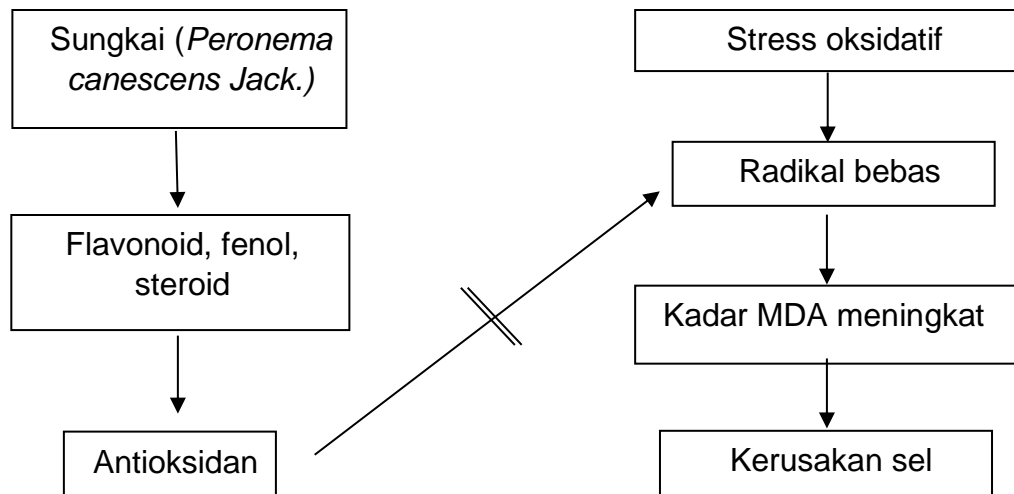 Sungkai (Peronema
canescens Jack.)
Flavonoid, fenol,
steroid
Antioksidan
Stress oksidatif
Radikal bebas
Kadar MDA meningkat
Kerusakan sel